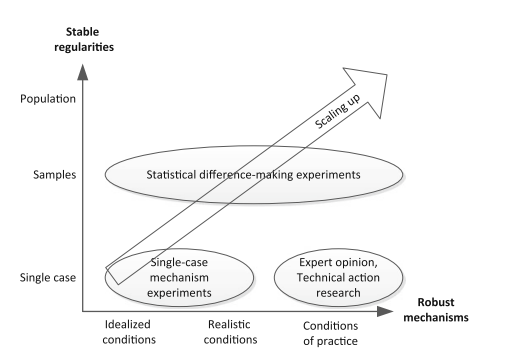 Stable
regularities
Population
Scaling up
Samples
Statistical difference-making experiments
Single case
Single-case
mechanism
experiments
Expert opinion,
Technical action
research
Robust
mechanisms
Idealized
conditions
Realistic
conditions
Conditions
of practice